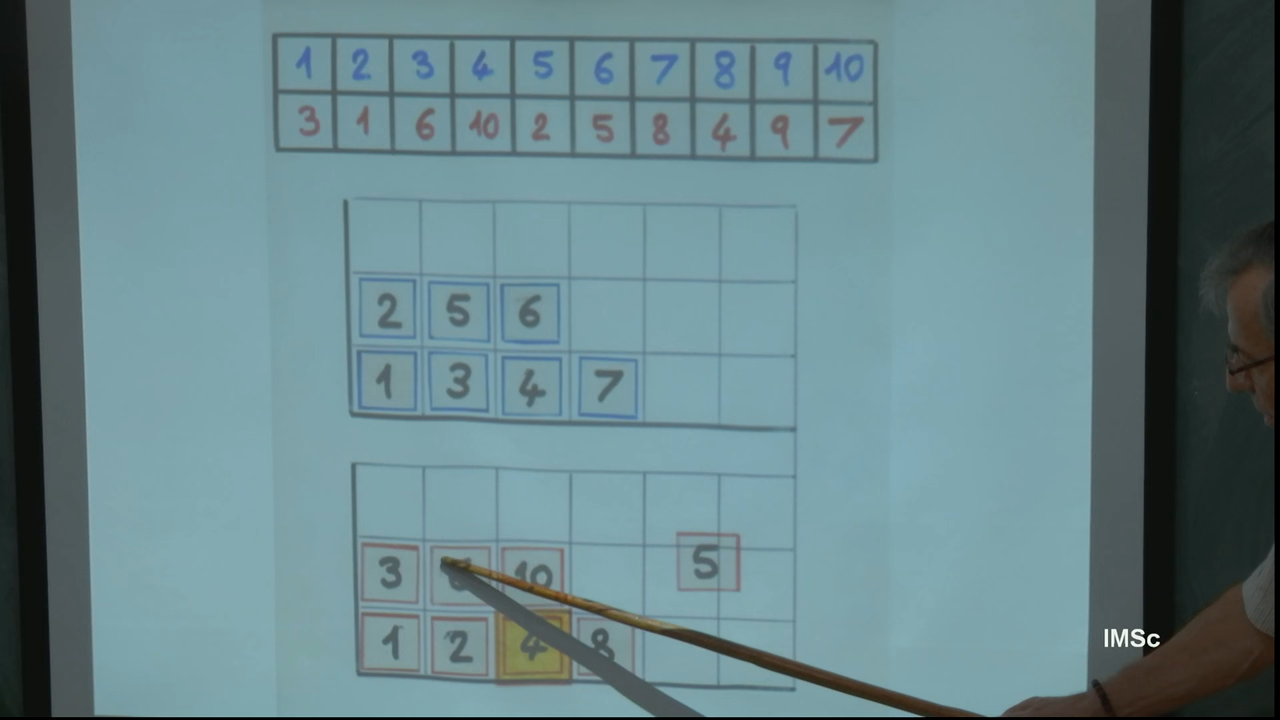 1 2 3 4 5 6 7 8 9 10
3 1 6 10 2 5 8 4 9 7
2 5 6
1 3 4 7
5
3 10
1 2 4 8
IMSc